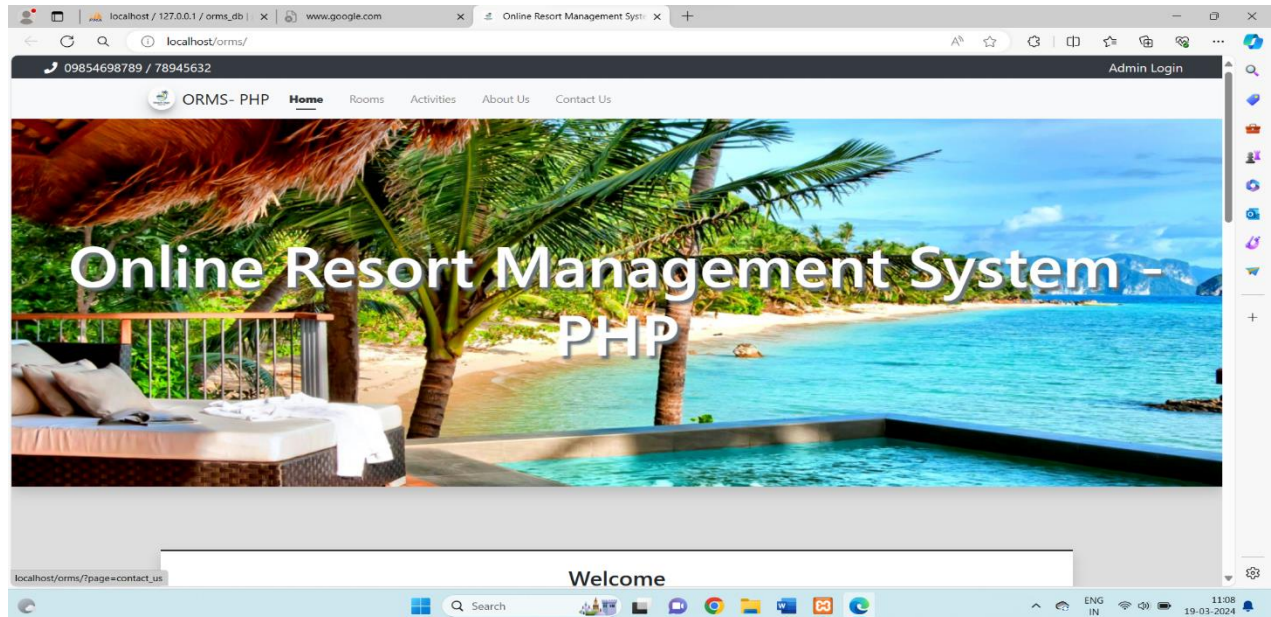 localhost / 127.0.0.1 / orms_db |
www.google.com
Online Resort Management Syst
localhost/orms/
09854698789 / 78945632
Admin Login
ORMS- PHP Home Rooms Activities About Us Contact Us
Online Resort Management System -
PHP
Welcome
localhost/orms/?page=contact_us
Search
ENG
IN
11:08
19-03-2024